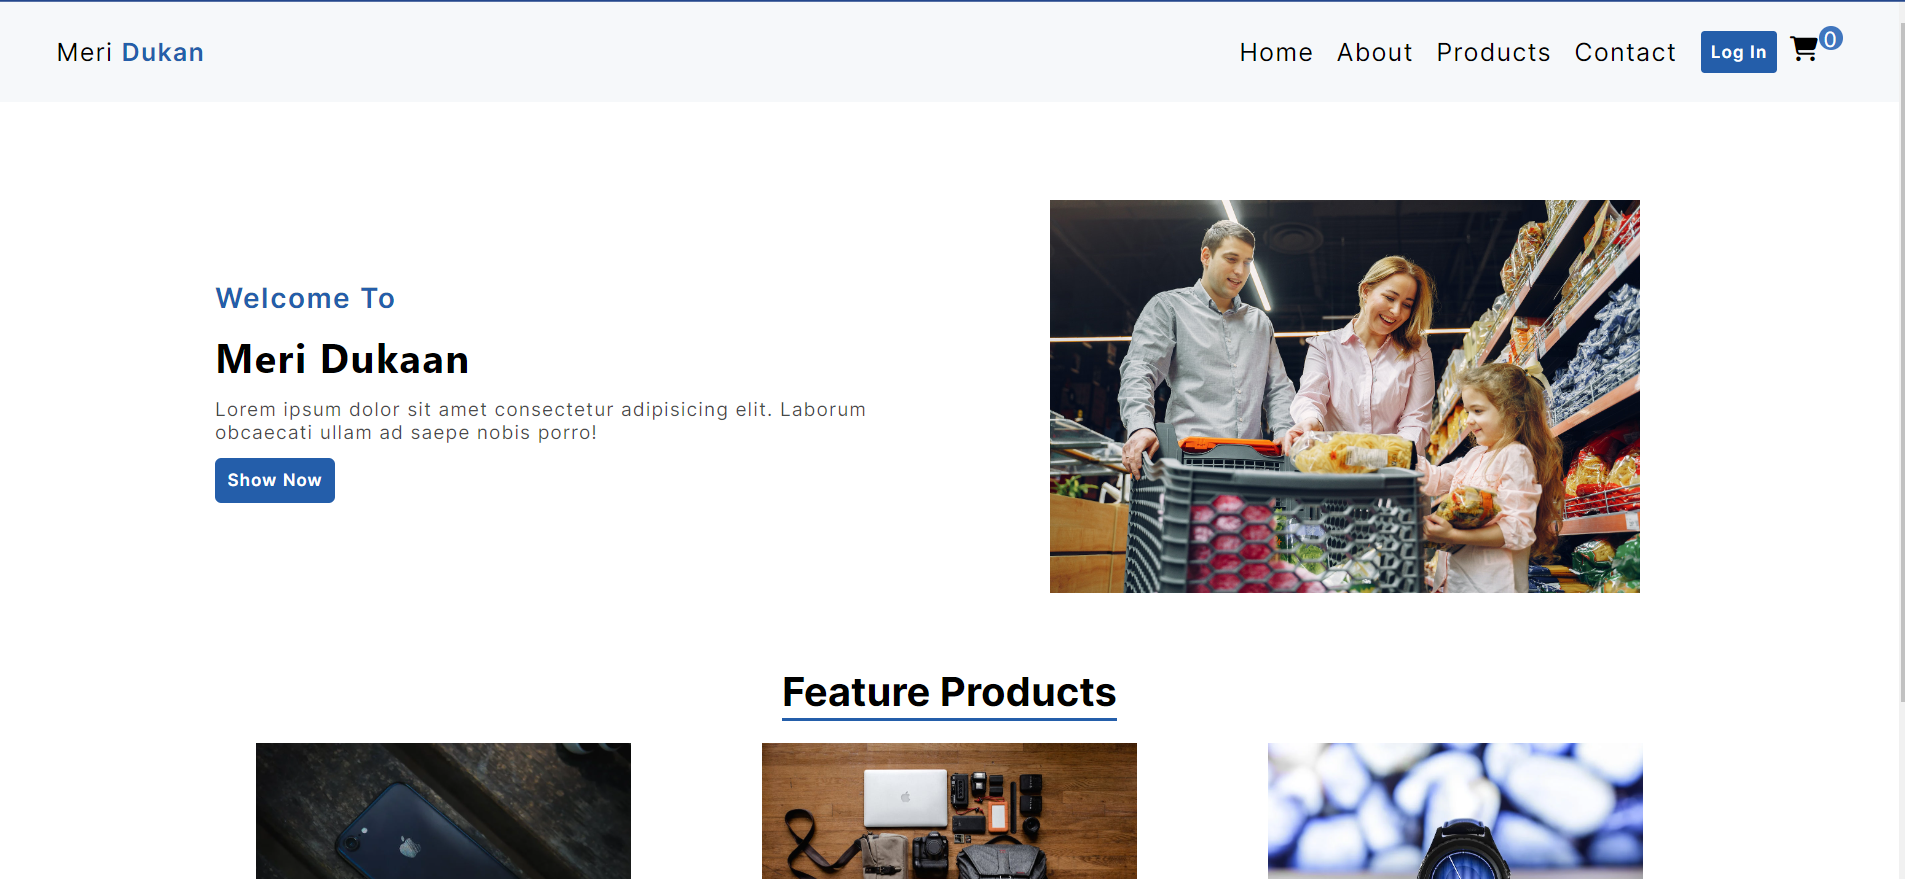 Meri Dukan
Home About Products Contact Log In 0
Welcome To
Meri Dukaan
Lorem ipsum dolor sit amet consectetur adipisicing elit. Laborum
obcaecati ullam ad saepe nobis porro!
Show Now
Feature Products